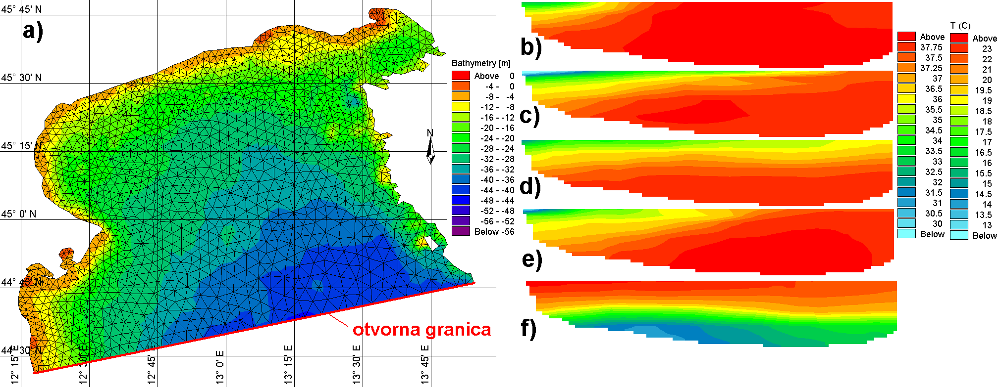 a)
45° 45' N
45° 30' N
45° 15' N
45° 0' N
44° 45' N
44° 30' N
12° 15' E
12° 30' E
12° 45' E
13° 0' E
13° 15' E
13° 30' E
13° 45' E
N
otvorna granica
Bathymetry [m]
Above 0
-4 - 0
-8 - -4
-12 - -8
-16 - -12
-20 - -16
-24 - -20
-28 - -24
-32 - -28
-36 - -32
-40 - -36
-44 - -40
-48 - -44
-52 - -48
-56 - -52
Below -56
b)
c)
d)
e)
f)
Above
37.75
37.5
37.25
37
36.5
36
35.5
35
34.5
34
33.5
33
32.5
32
31.5
31
30.5
30
Below
T (C)
Above
23
22
21
20
19.5
19
18.5
18
17.5
17
16.5
16
15.5
15
14.5
14
13.5
13
Below